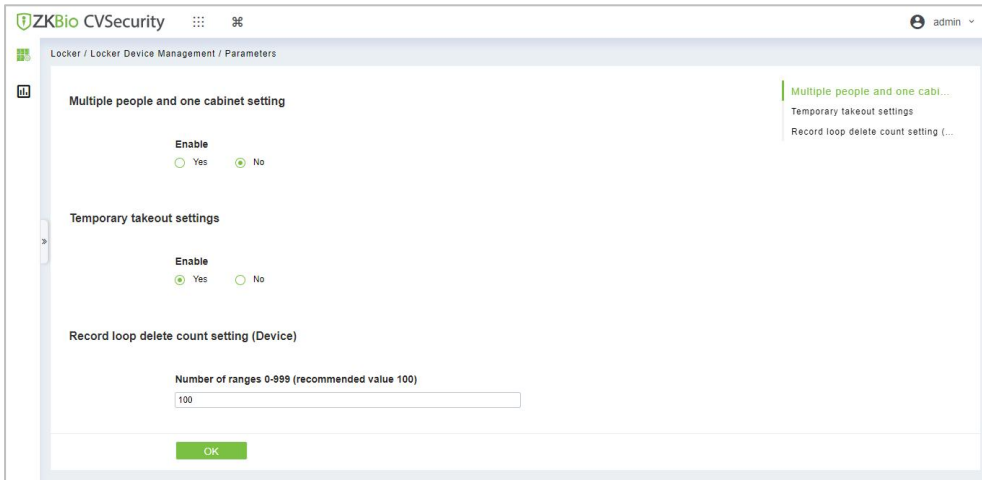 ZKBio CVSecurity
admin
Locker / Locker Device Management / Parameters
Multiple people and one cabinet setting
Enable
Yes No
Temporary takeout settings
Enable
Yes No
Record loop delete count setting (Device)
Number of ranges 0-999 (recommended value 100)
100
OK
Multiple people and one cabi...
Temporary takeout settings
Record loop delete count setting (...